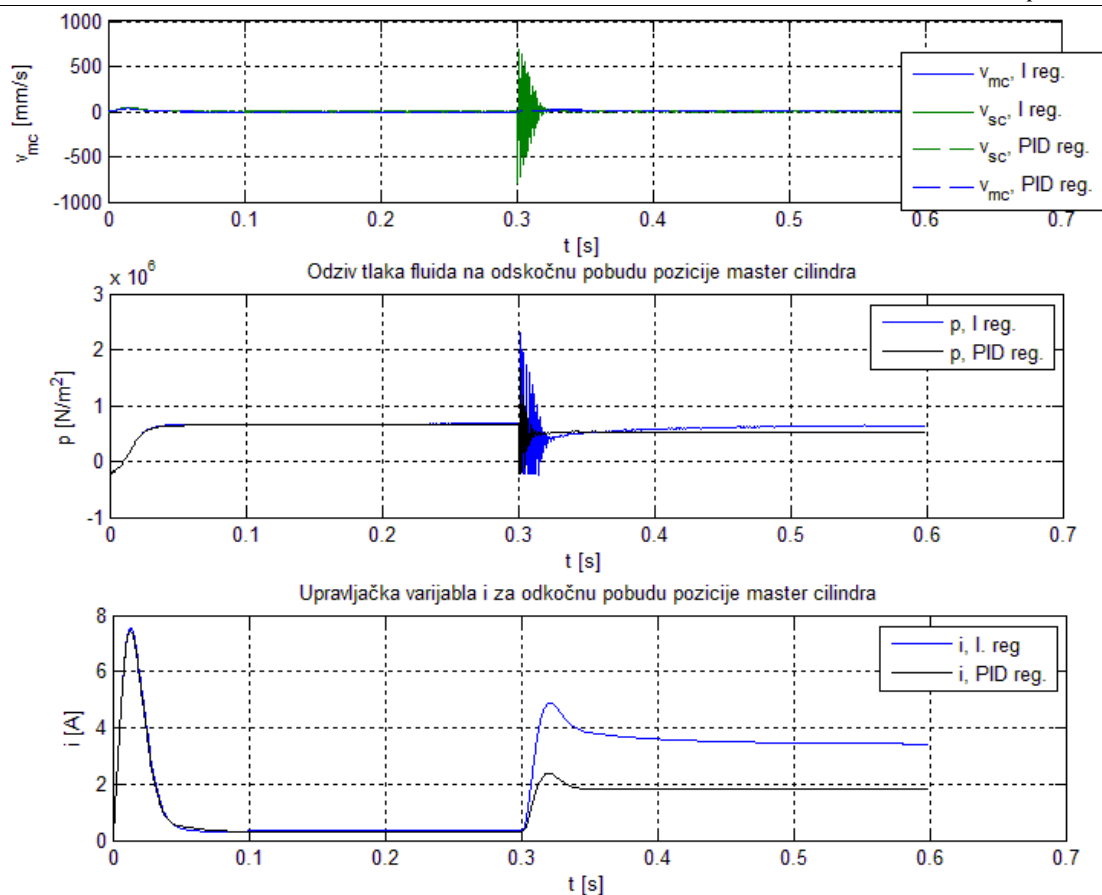 1000
500
0
-500
-1000
v_mc [mm/s]
v_mc, I reg.
v_sc, I reg.
v_sc, PID reg.
v_mc, PID reg.
0 0.1 0.2 0.3 0.4 0.5 0.6 0.7
t [s]
Odziv tlaka fluida na odskočnu pobudu pozicije master cilindra
x 10^6
3
2
1
0
-1
p [N/m^2]
p, I reg.
p, PID reg.
0 0.1 0.2 0.3 0.4 0.5 0.6 0.7
t [s]
Upravljačka varijabla i za odkočnu pobudu pozicije master cilindra
8
6
4
2
0
i [A]
i, I. reg
i, PID reg.
0 0.1 0.2 0.3 0.4 0.5 0.6 0.7
t [s]